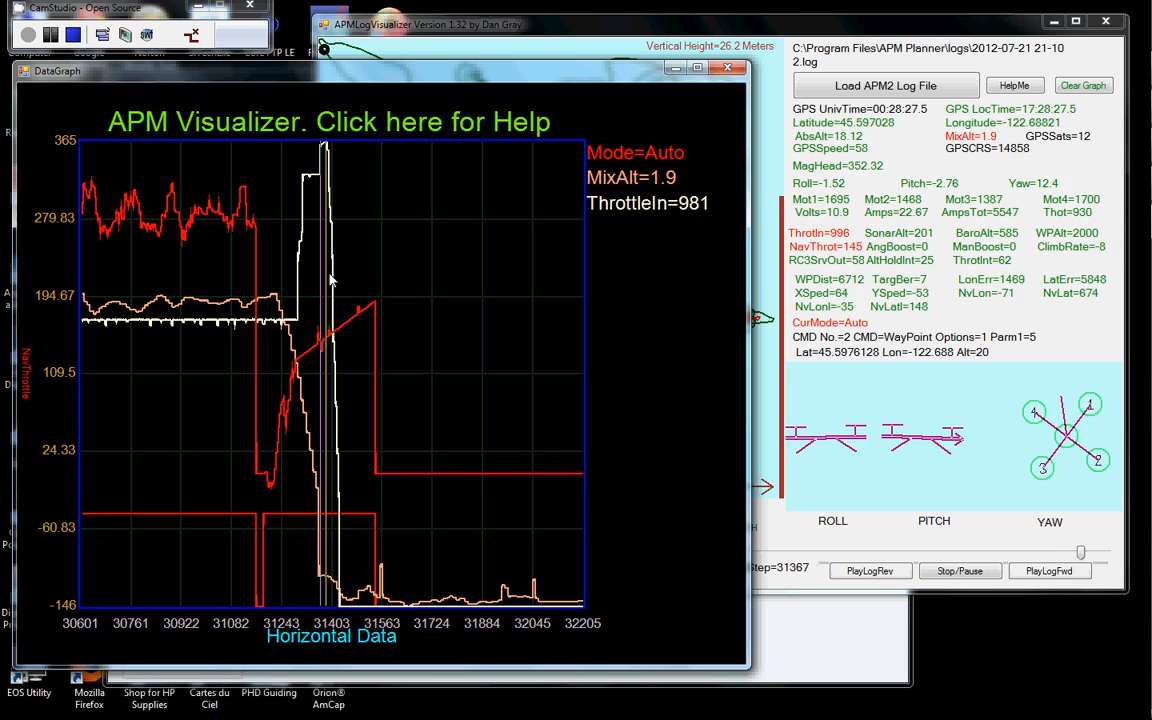 CamStudio - Open Source
APMLogVisualizer Version 1.32 by Dan Gray
Vertical Height=26.2 Meters
DataGraph
APM Visualizer. Click here for Help
365
279.83
194.67
109.5
24.33
-60.83
-146
NavThrottle
30601 30761 30922 31082 31243 31403 31563 31724 31884 32045 32205
Horizontal Data
Mode=Auto
MixAlt=1.9
ThrottleIn=981
C:\Program Files\APM Planner\logs\2012-07-21 21-10
2.log
Load APM2 Log File HelpMe Clear Graph
GPS UnivTime=00:28:27.5 GPS LocTime=17:28:27.5
Latitude=45.597028 Longitude=-122.68821
AbsAlt=18.12 MixAlt=1.9 GPSSats=12
GPSSpeed=58 GPSCRS=14858
MagHead=352.32
Roll=-1.52 Pitch=-2.76 Yaw=12.4
Mot1=1695 Mot2=1468 Mot3=1387 Mot4=1700
Volts=10.9 Amps=22.67 AmpsTot=5547 Thot=930
ThrotIn=996 SonarAlt=201 BaroAlt=585 WPAlt=2000
NavThrot=145 AngBoost=0 ManBoost=0 ClimbRate=-8
RC3SrvOut=58 AltHoldInt=25 ThrotInt=62
WPDist=6712 TargBer=7 LonErr=1469 LatErr=5848
XSped=64 YSped=-53 NvLon=-71 NvLat=674
NvLonI=-35 NvLatI=148
CurMode=Auto
CMD No.=2 CMD=WayPoint Options=1 Parm1=5
Lat=45.5976128 Lon=-122.688 Alt=20
4 1
3 2
ROLL PITCH YAW
tep=31367 PlayLogRev Stop/Pause PlayLogFwd
EOS Utility
Mozilla
Firefox
Shop for HP
Supplies
Cartes du
Ciel
PHD Guiding
Orion®
AmCap